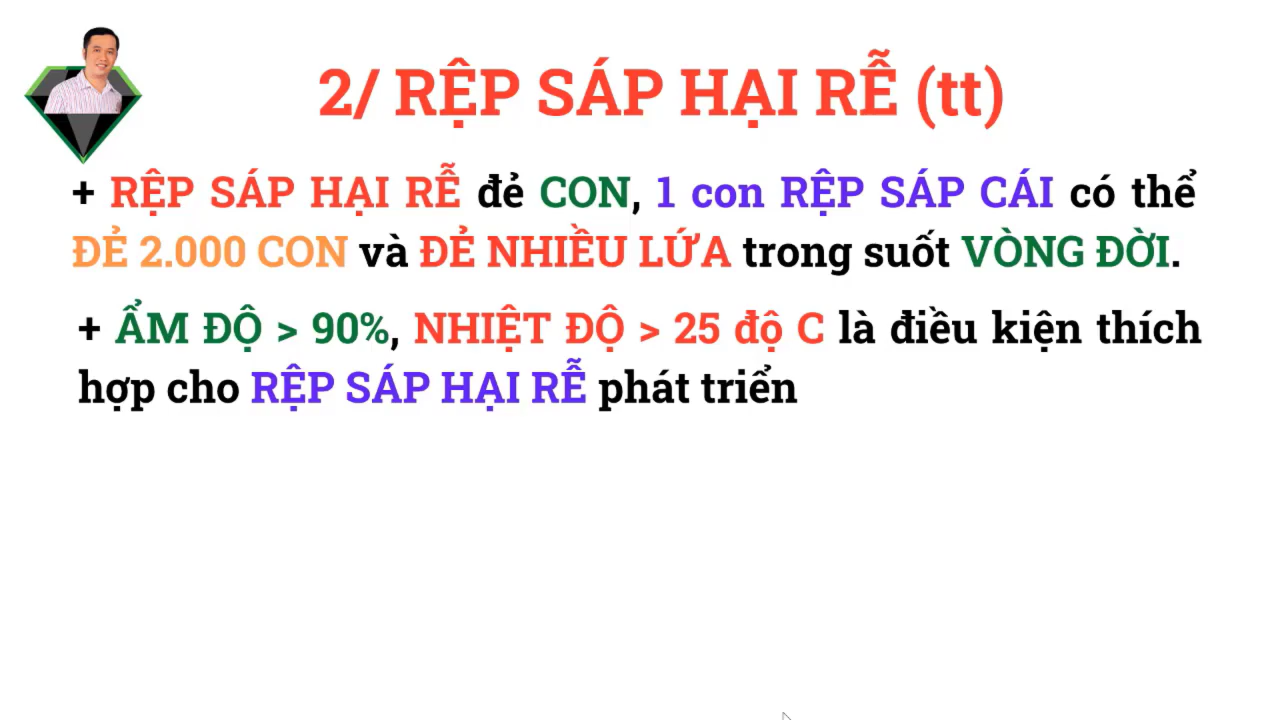 2/ RỆP SÁP HẠI RỄ (tt)
+ RỆP SÁP HẠI RỄ đẻ CON, 1 con RỆP SÁP CÁI có thể
ĐẺ 2.000 CON và ĐẺ NHIỀU LỨA trong suốt VÒNG ĐỜI.
+ ẨM ĐỘ > 90%, NHIỆT ĐỘ > 25 độ C là điều kiện thích
hợp cho RỆP SÁP HẠI RỄ phát triển